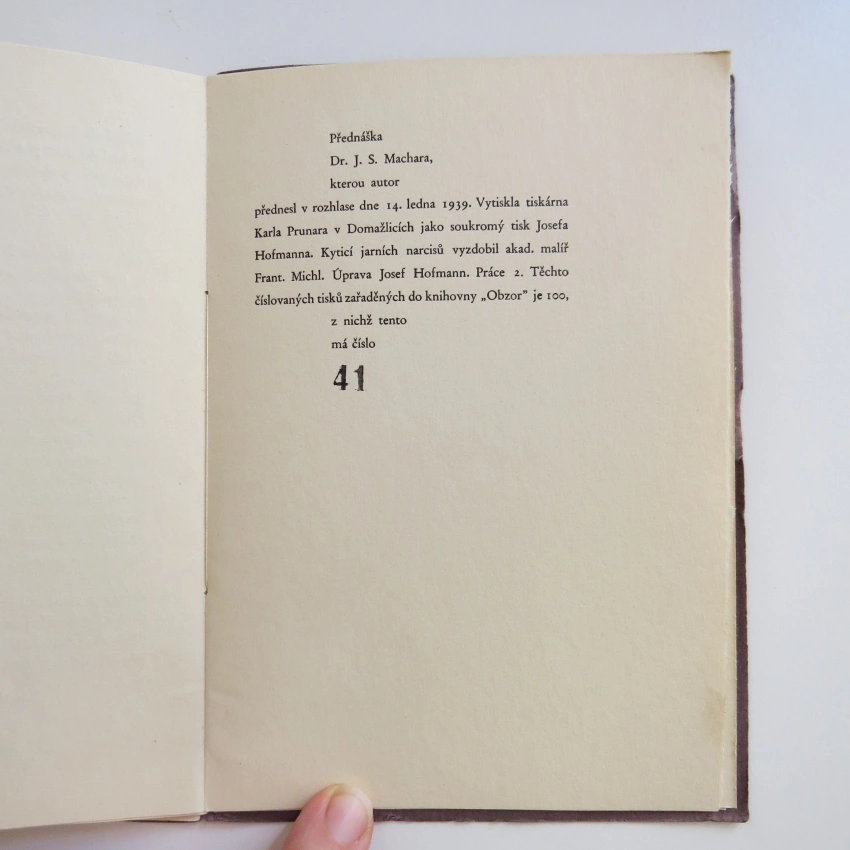 Přednáška
Dr. J. S. Machara,
kterou autor
přednesl v rozhlase dne 14. ledna 1939. Vytiskla tiskárna
Karla Prunara v Domažlicích jako soukromý tisk Josefa
Hofmanna. Kyticí jarních narcisů vyzdobil akad. malíř
Frant. Michl. Úprava Josef Hofmann. Práce 2. Těchto
číslovaných tisků zařaděných do knihovny „Obzor” je 100,
z nichž tento
má číslo
41